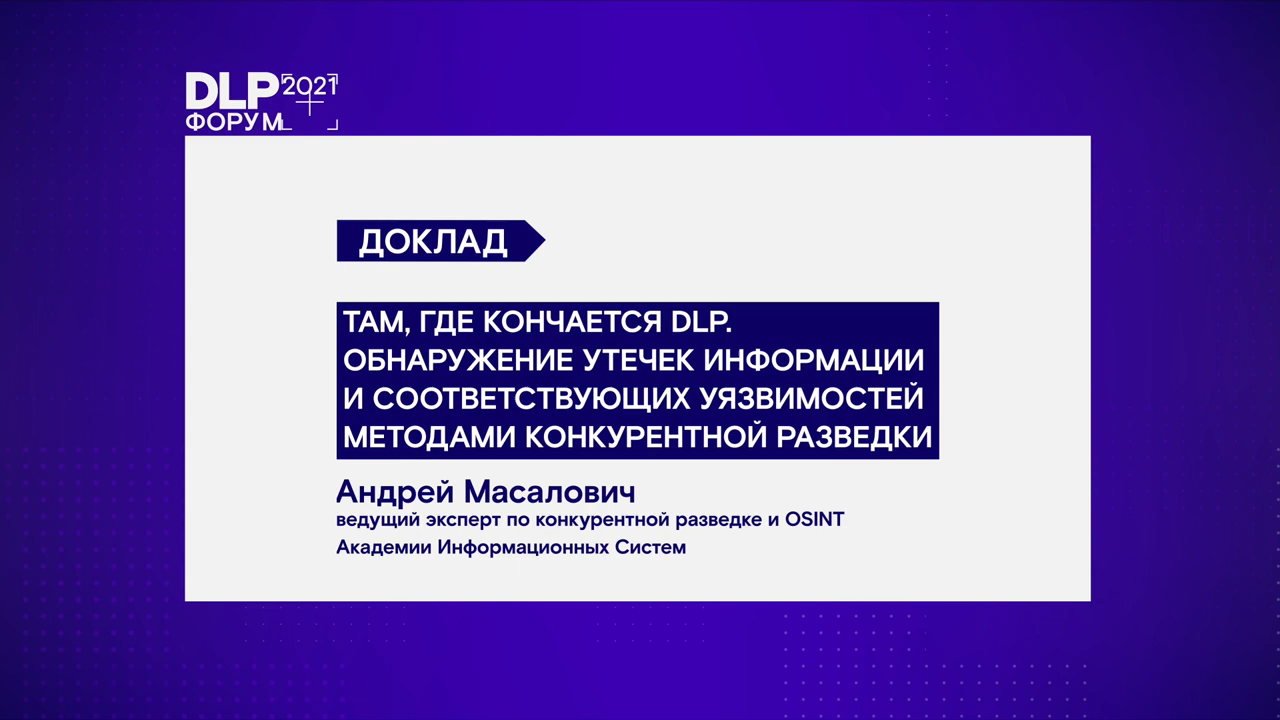 DLP 2021
ФОРУМ
ДОКЛАД
ТАМ, ГДЕ КОНЧАЕТСЯ DLP.
ОБНАРУЖЕНИЕ УТЕЧЕК ИНФОРМАЦИИ
И СООТВЕТСТВУЮЩИХ УЯЗВИМОСТЕЙ
МЕТОДАМИ КОНКУРЕНТНОЙ РАЗВЕДКИ
Андрей Масалович
ведущий эксперт по конкурентной разведке и OSINT
Академии Информационных Систем